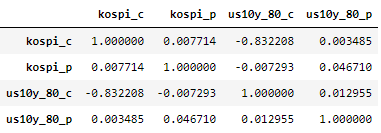 kospi_c kospi_p us10y_80_c us10y_80_p
kospi_c 1.000000 0.007714 -0.832208 0.003485
kospi_p 0.007714 1.000000 -0.007293 0.046710
us10y_80_c -0.832208 -0.007293 1.000000 0.012955
us10y_80_p 0.003485 0.046710 0.012955 1.000000